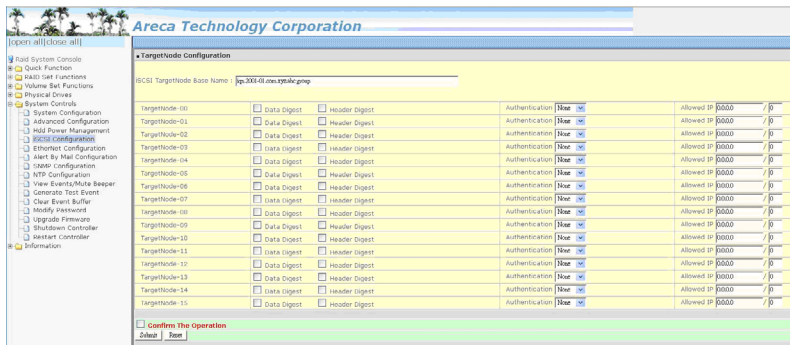 Areca Technology Corporation
|open all|close all|
Raid System Console
Quick Function
RAID Set Functions
Volume Set Functions
Physical Drives
System Controls
System Configuration
Advanced Configuration
Hdd Power Management
iSCSI Configuration
EtherNet Configuration
Alert By Mail Configuration
SNMP Configuration
NTP Configuration
View Events/Mute Beeper
Generate Test Event
Clear Event Buffer
Modify Password
Upgrade Firmware
Shutdown Controller
Restart Controller
Information
TargetNode Configuration
iSCSI TargetNode Base Name :
TargetNode-00 Data Digest Header Digest Authentication None Allowed IP 0.0.0.0 / 0
TargetNode-01 Data Digest Header Digest Authentication None Allowed IP 0.0.0.0 / 0
TargetNode-02 Data Digest Header Digest Authentication None Allowed IP 0.0.0.0 / 0
TargetNode-03 Data Digest Header Digest Authentication None Allowed IP 0.0.0.0 / 0
TargetNode-04 Data Digest Header Digest Authentication None Allowed IP 0.0.0.0 / 0
TargetNode-05 Data Digest Header Digest Authentication None Allowed IP 0.0.0.0 / 0
TargetNode-06 Data Digest Header Digest Authentication None Allowed IP 0.0.0.0 / 0
TargetNode-07 Data Digest Header Digest Authentication None Allowed IP 0.0.0.0 / 0
TargetNode-08 Data Digest Header Digest Authentication None Allowed IP 0.0.0.0 / 0
TargetNode-09 Data Digest Header Digest Authentication None Allowed IP 0.0.0.0 / 0
TargetNode-10 Data Digest Header Digest Authentication None Allowed IP 0.0.0.0 / 0
TargetNode-11 Data Digest Header Digest Authentication None Allowed IP 0.0.0.0 / 0
TargetNode-12 Data Digest Header Digest Authentication None Allowed IP 0.0.0.0 / 0
TargetNode-13 Data Digest Header Digest Authentication None Allowed IP 0.0.0.0 / 0
TargetNode-14 Data Digest Header Digest Authentication None Allowed IP 0.0.0.0 / 0
TargetNode-15 Data Digest Header Digest Authentication None Allowed IP 0.0.0.0 / 0
Confirm The Operation
Submit Reset